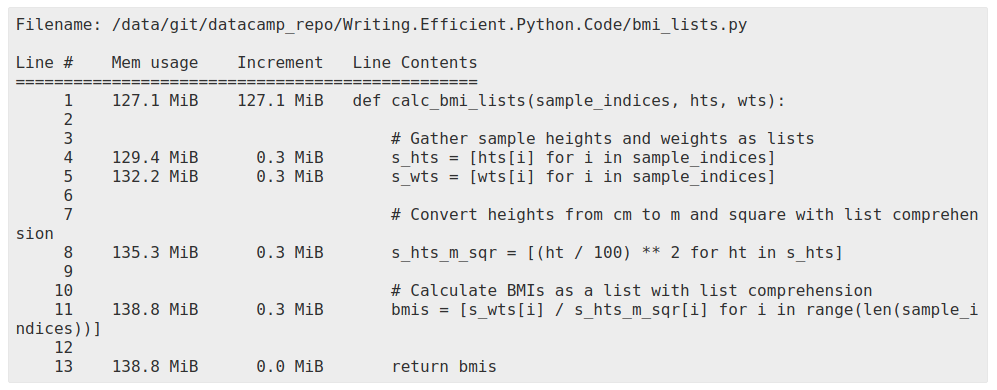 Filename: /data/git/datacamp_repo/Writing.Efficient.Python.Code/bmi_lists.py
Line #    Mem usage    Increment   Line Contents
================================================
     1    127.1 MiB    127.1 MiB   def calc_bmi_lists(sample_indices, hts, wts):
     2
     3                                 # Gather sample heights and weights as lists
     4    129.4 MiB      0.3 MiB       s_hts = [hts[i] for i in sample_indices]
     5    132.2 MiB      0.3 MiB       s_wts = [wts[i] for i in sample_indices]
     6
     7                                 # Convert heights from cm to m and square with list comprehen
sion
     8    135.3 MiB      0.3 MiB       s_hts_m_sqr = [(ht / 100) ** 2 for ht in s_hts]
     9
    10                                 # Calculate BMIs as a list with list comprehension
    11    138.8 MiB      0.3 MiB       bmis = [s_wts[i] / s_hts_m_sqr[i] for i in range(len(sample_i
ndices))]
    12
    13    138.8 MiB      0.0 MiB       return bmis